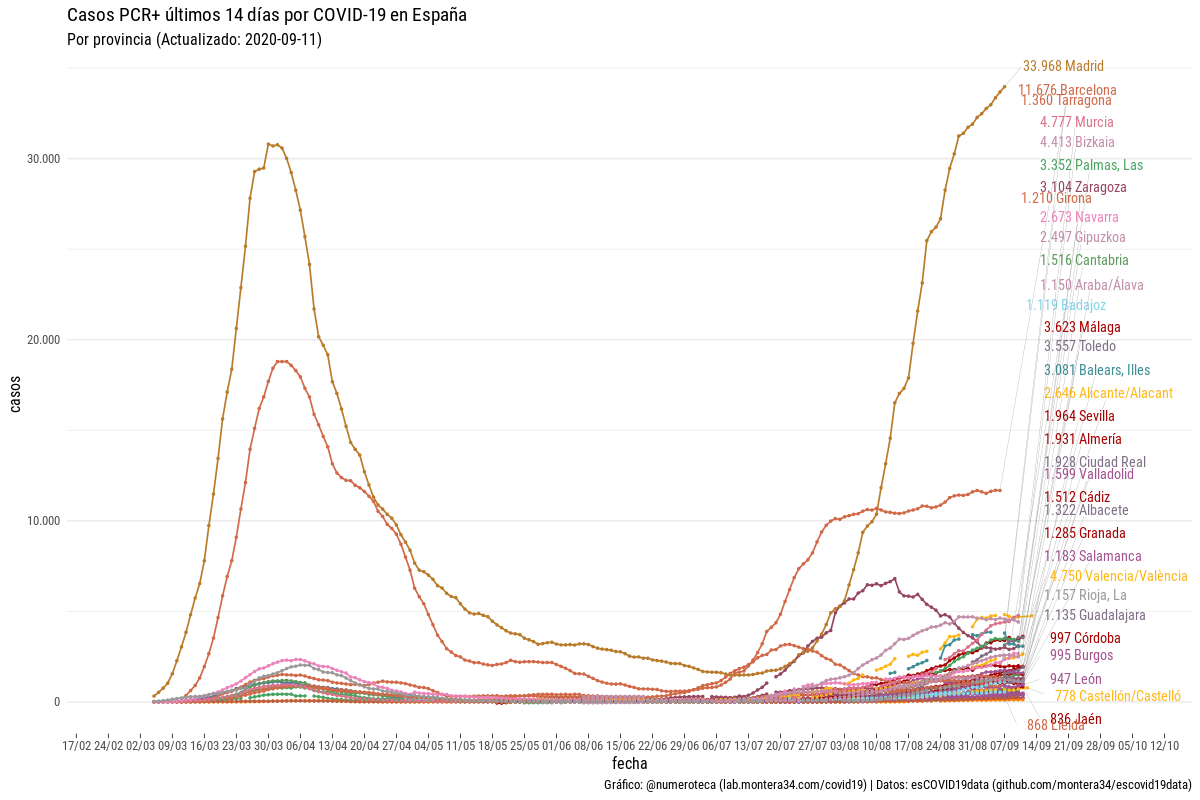 Casos PCR+ últimos 14 días por COVID-19 en España
Por provincia (Actualizado: 2020-09-11)
33.968 Madrid
11.676 Barcelona
1.360 Tarragona
4.777 Murcia
4.413 Bizkaia
3.352 Palmas, Las
3.104 Zaragoza
1.210 Girona
2.673 Navarra
2.497 Gipuzkoa
1.516 Cantabria
1.150 Araba/Álava
1.119 Badajoz
3.623 Málaga
3.557 Toledo
3.081 Balears, Illes
2.646 Alicante/Alacant
1.964 Sevilla
1.931 Almería
1.928 Ciudad Real
1.599 Valladolid
1.512 Cádiz
1.322 Albacete
1.285 Granada
1.183 Salamanca
4.750 Valencia/València
1.157 Rioja, La
1.135 Guadalajara
997 Córdoba
995 Burgos
947 León
778 Castellón/Castelló
836 Jaén
868 Lleida
30.000
20.000
10.000
0
casos
17/02 24/02 02/03 09/03 16/03 23/03 30/03 06/04 13/04 20/04 27/04 04/05 11/05 18/05 25/05 01/06 08/06 15/06 22/06 29/06 06/07 13/07 20/07 27/07 03/08 10/08 17/08 24/08 31/08 07/09 14/09 21/09 28/09 05/10 12/10
fecha
Gráfico: @numeroteca (lab.montera34.com/covid19) | Datos: esCOVID19data (github.com/montera34/escovid19data)